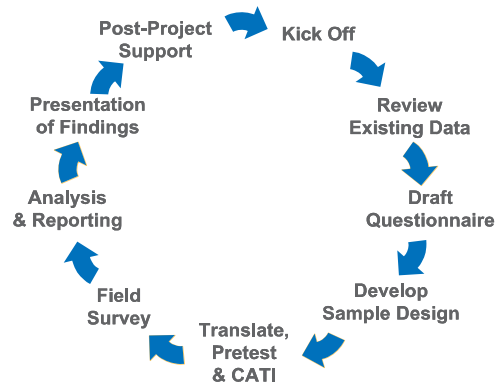 Post-Project
Support
Kick Off
Review
Existing Data
Draft
Questionnaire
Develop
Sample Design
Translate,
Pretest
& CATI
Field
Survey
Analysis
& Reporting
Presentation
of Findings